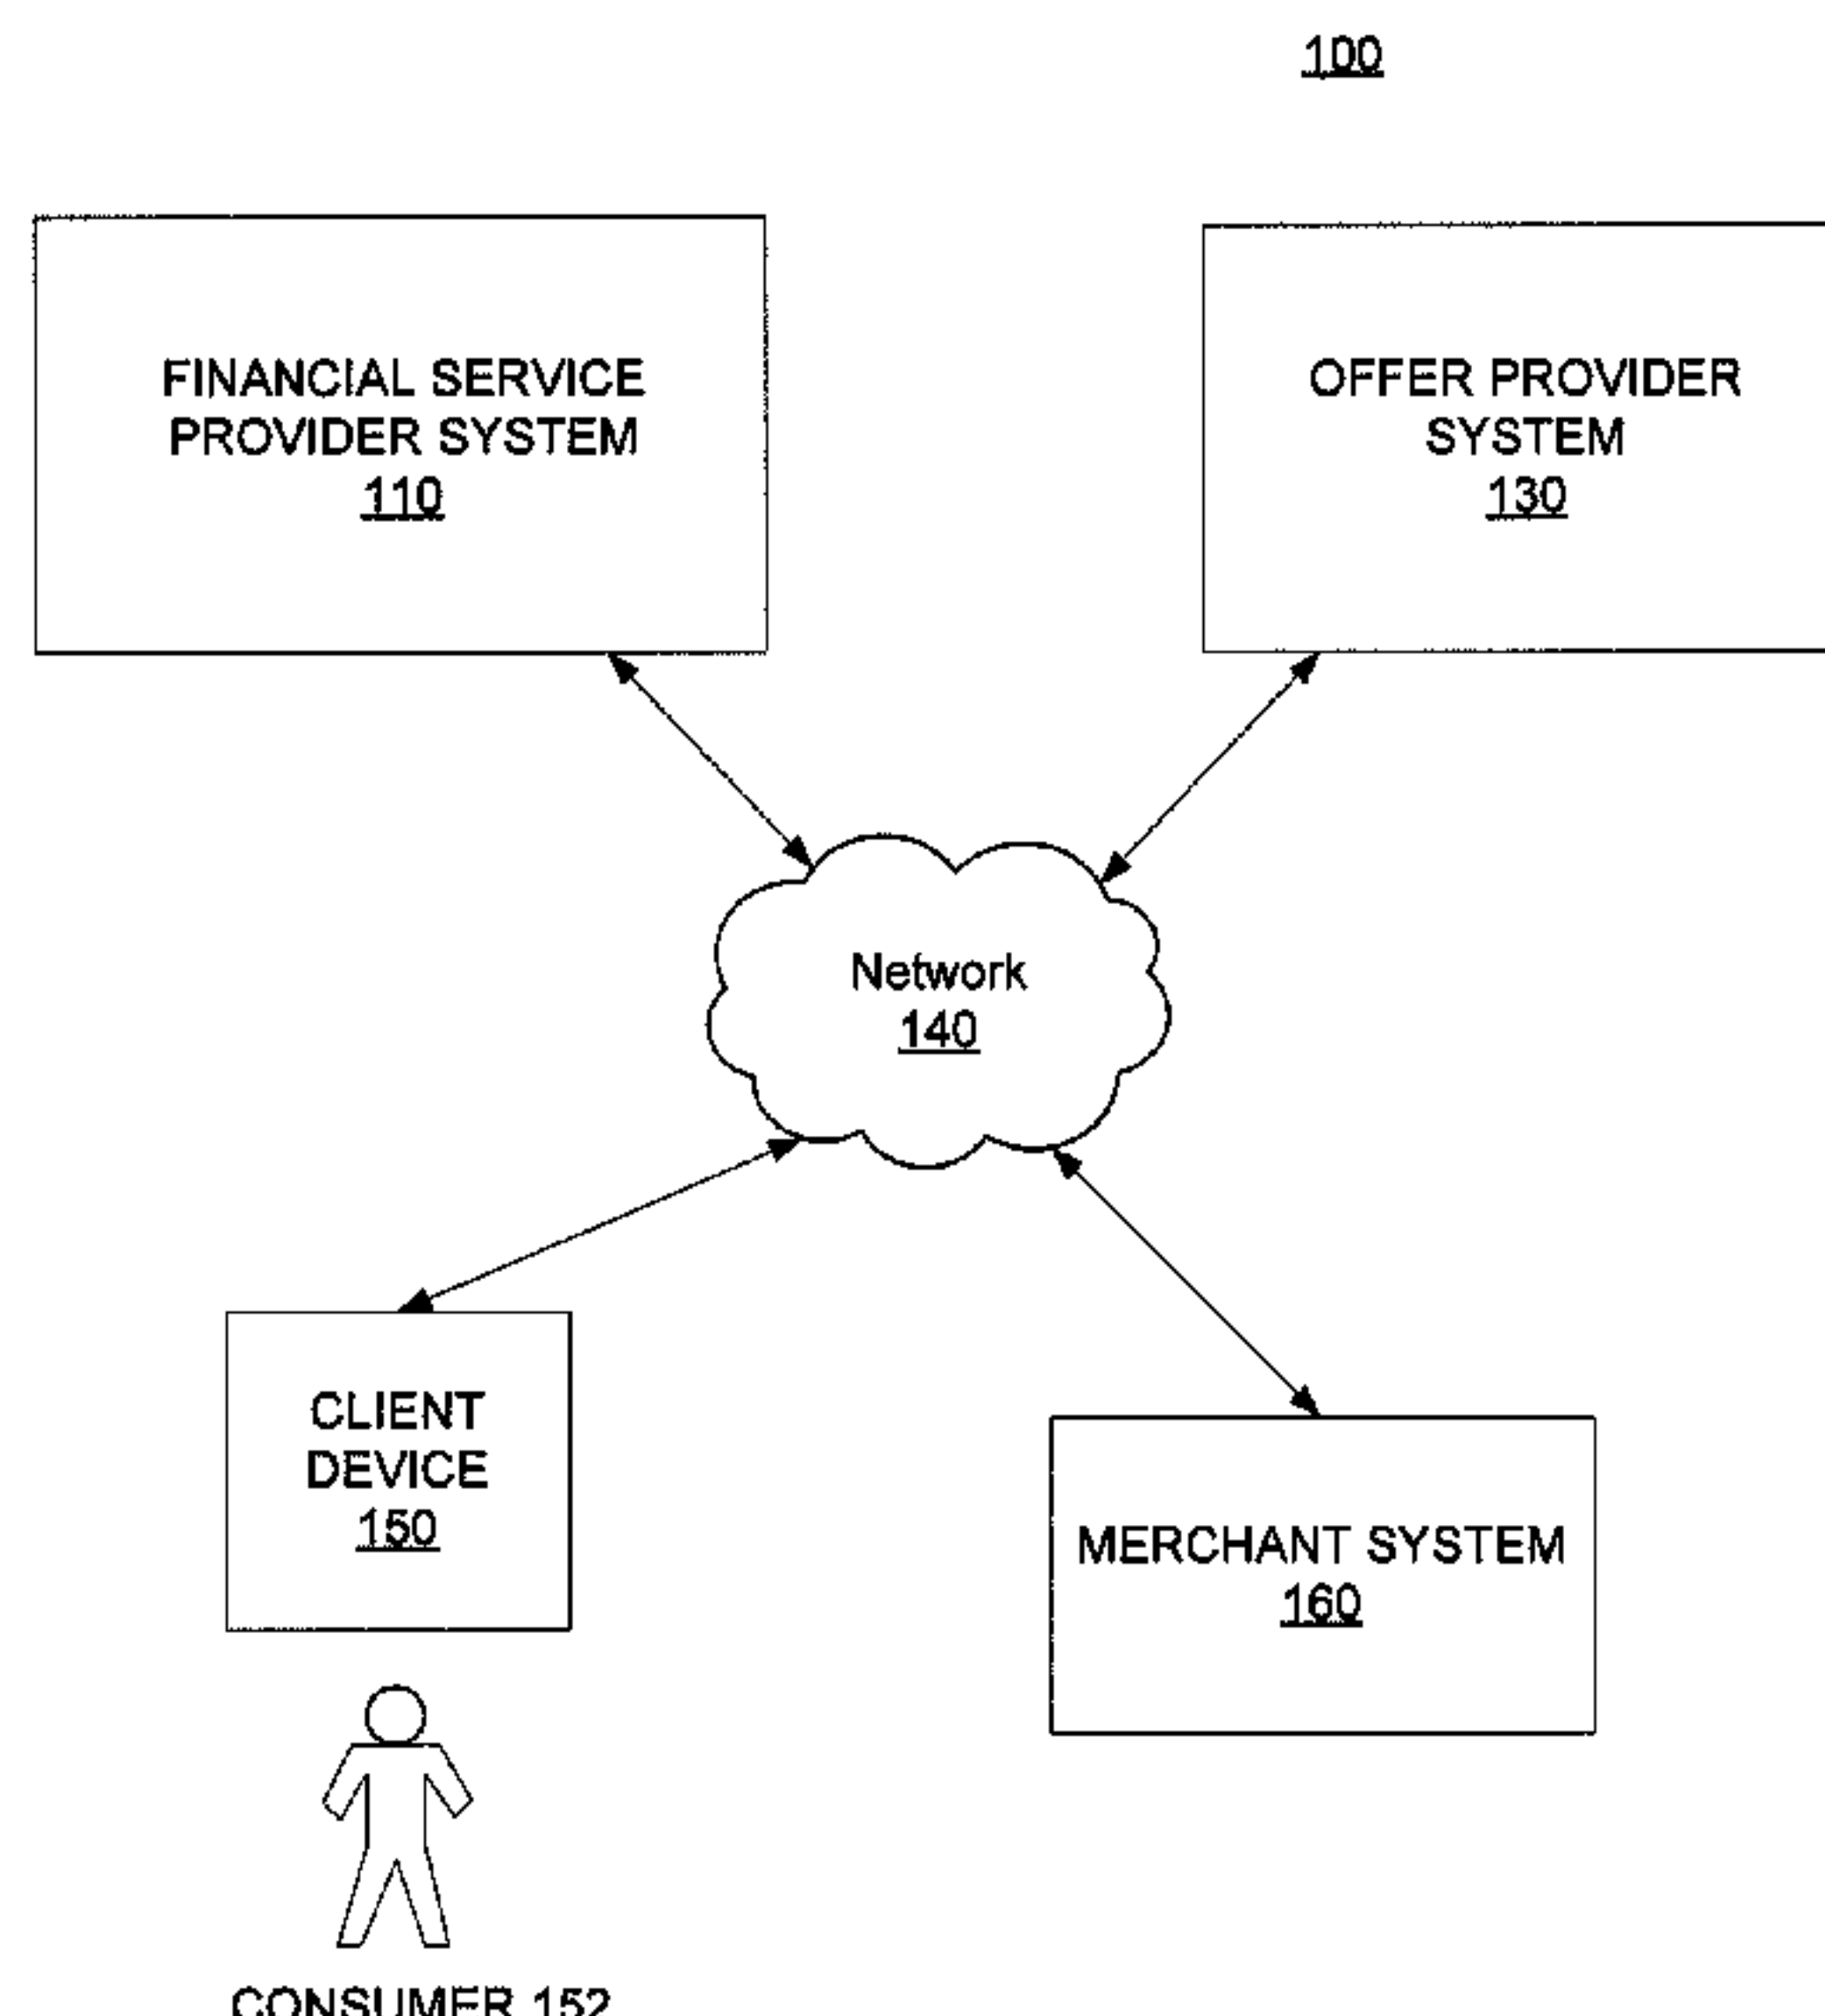 100
FINANCIAL SERVICE
PROVIDER SYSTEM
110
OFFER PROVIDER
SYSTEM
130
Network
140
CLIENT
DEVICE
150
MERCHANT SYSTEM
160
CONSUMER 152